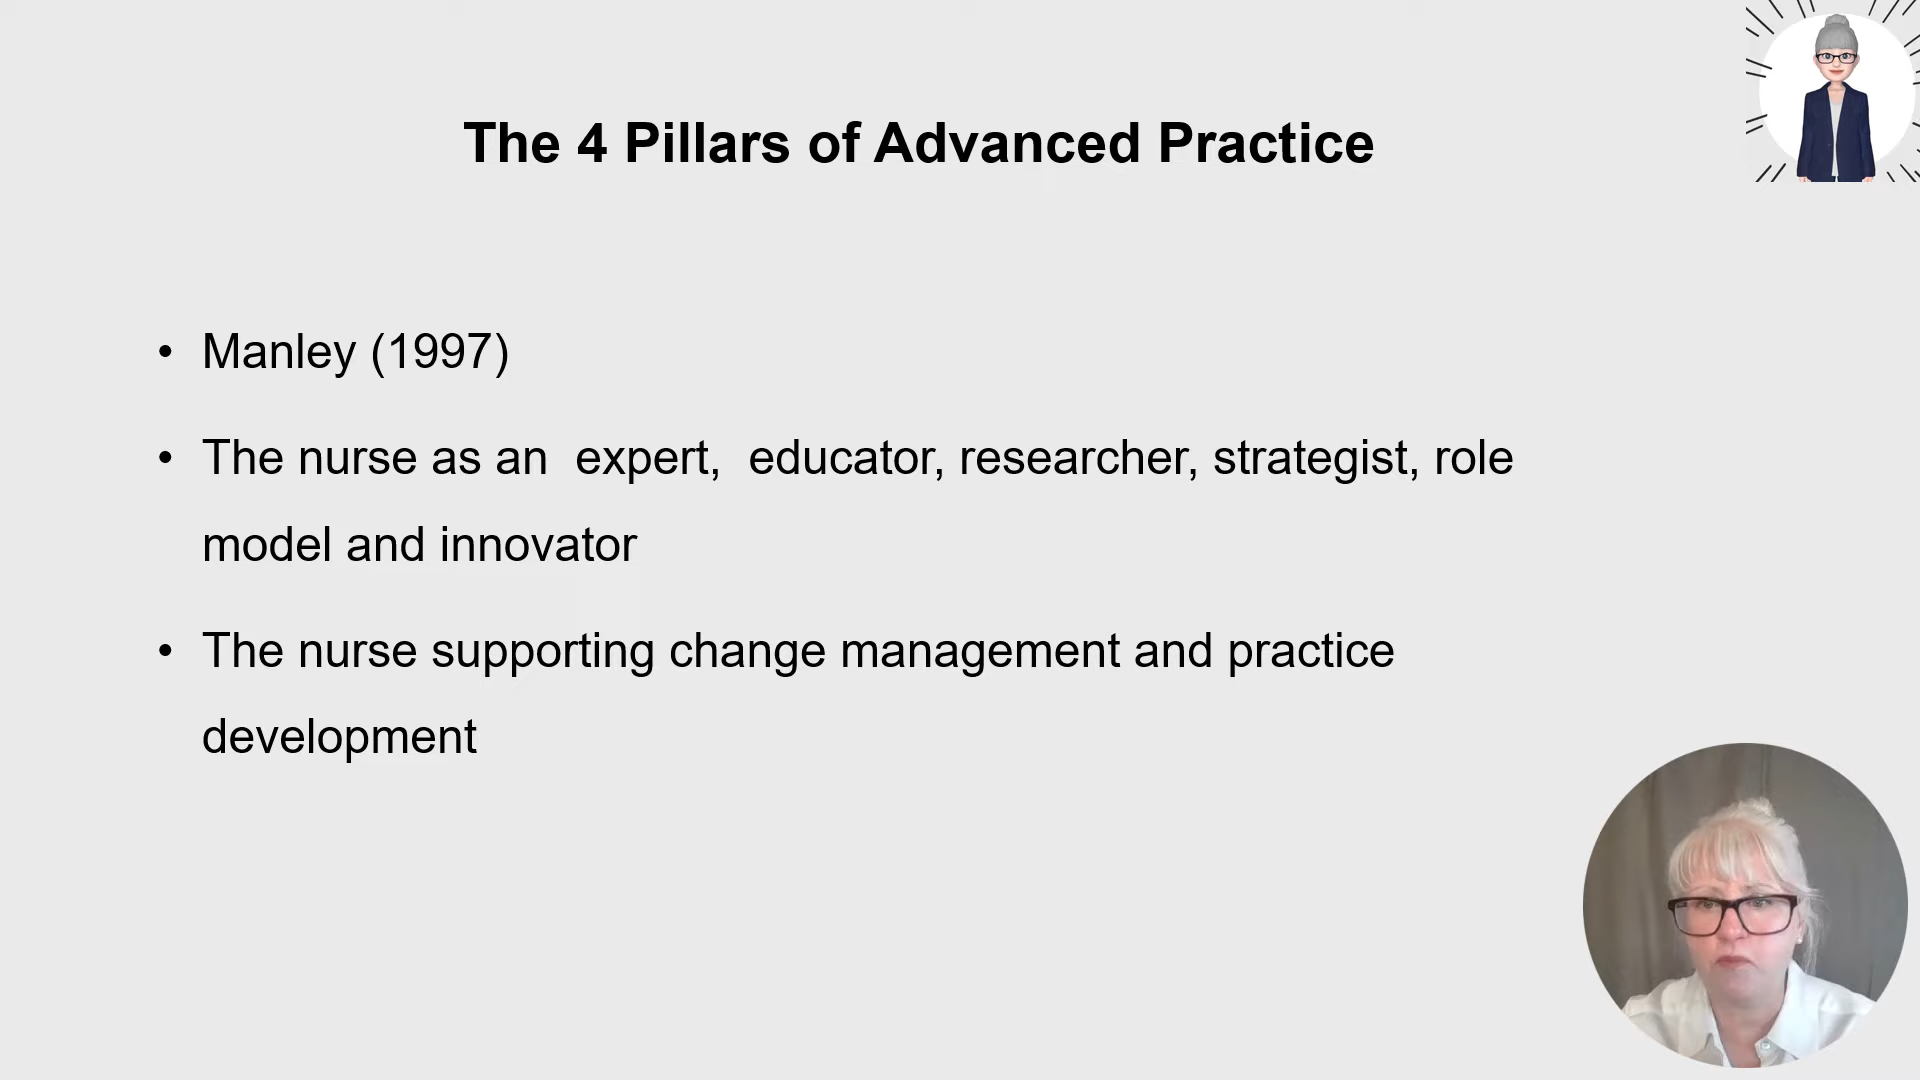 The 4 Pillars of Advanced Practice
• Manley (1997)
• The nurse as an  expert,  educator, researcher, strategist, role
model and innovator
• The nurse supporting change management and practice
development